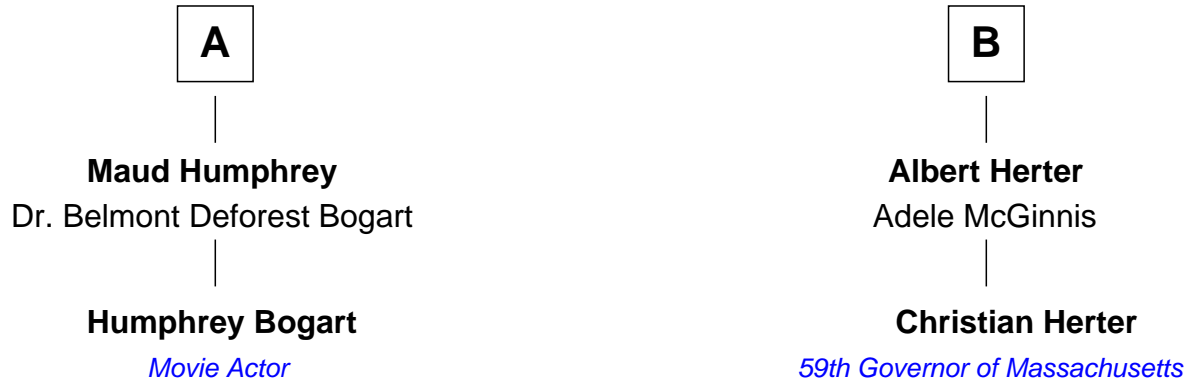 A
B
Maud Humphrey
Albert Herter
Dr. Belmont Deforest Bogart
Adele McGinnis
Humphrey Bogart
Christian Herter
Movie Actor
59th Governor of Massachusetts